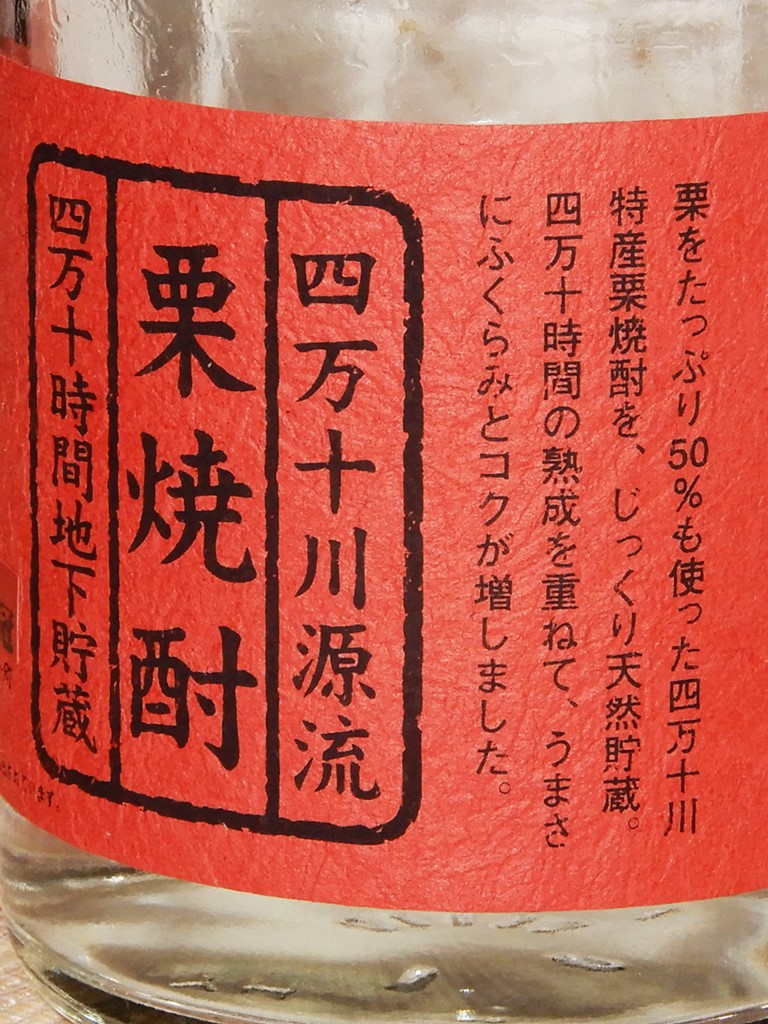 栗をたっぷり50%も使った四万十川
特産栗焼酎を、じっくり天然貯蔵。
四万十時間の熟成を重ねて、うまさ
にふくらみとコクが増しました。
四万十川源流
栗焼酎
四万十時間地下貯蔵
います。